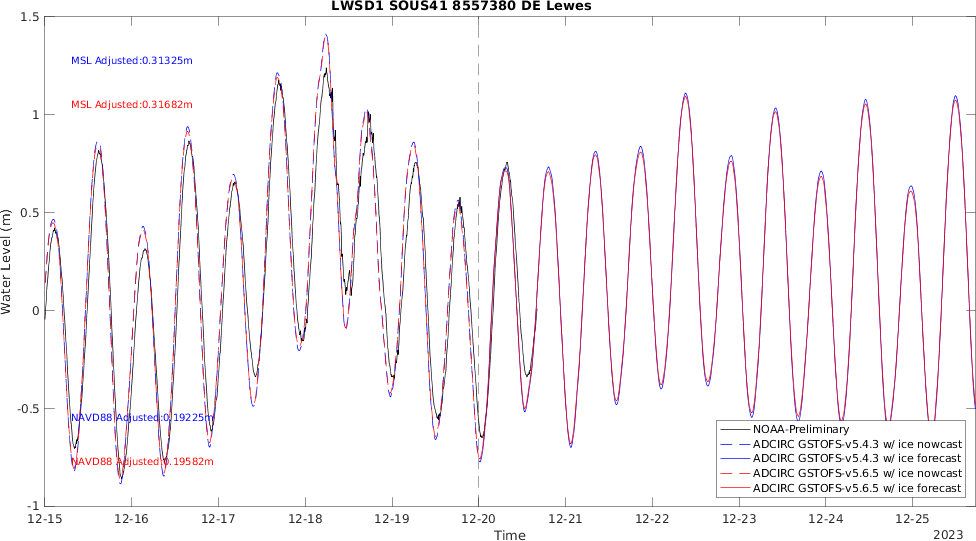 LWSD1 SOUS41 8557380 DE Lewes
1.5
MSL Adjusted:0.31325m
MSL Adjusted:0.31682m
1
0.5
Water Level (m)
0
-0.5
NAVD88 Adjusted:0.19225m
NAVD88 Adjusted:0.19582m
-1
NOAA-Preliminary
ADCIRC GSTOFS-v5.4.3 w/ ice nowcast
ADCIRC GSTOFS-v5.4.3 w/ ice forecast
ADCIRC GSTOFS-v5.6.5 w/ ice nowcast
ADCIRC GSTOFS-v5.6.5 w/ ice forecast
12-15 12-16 12-17 12-18 12-19 12-20 12-21 12-22 12-23 12-24 12-25
Time
2023